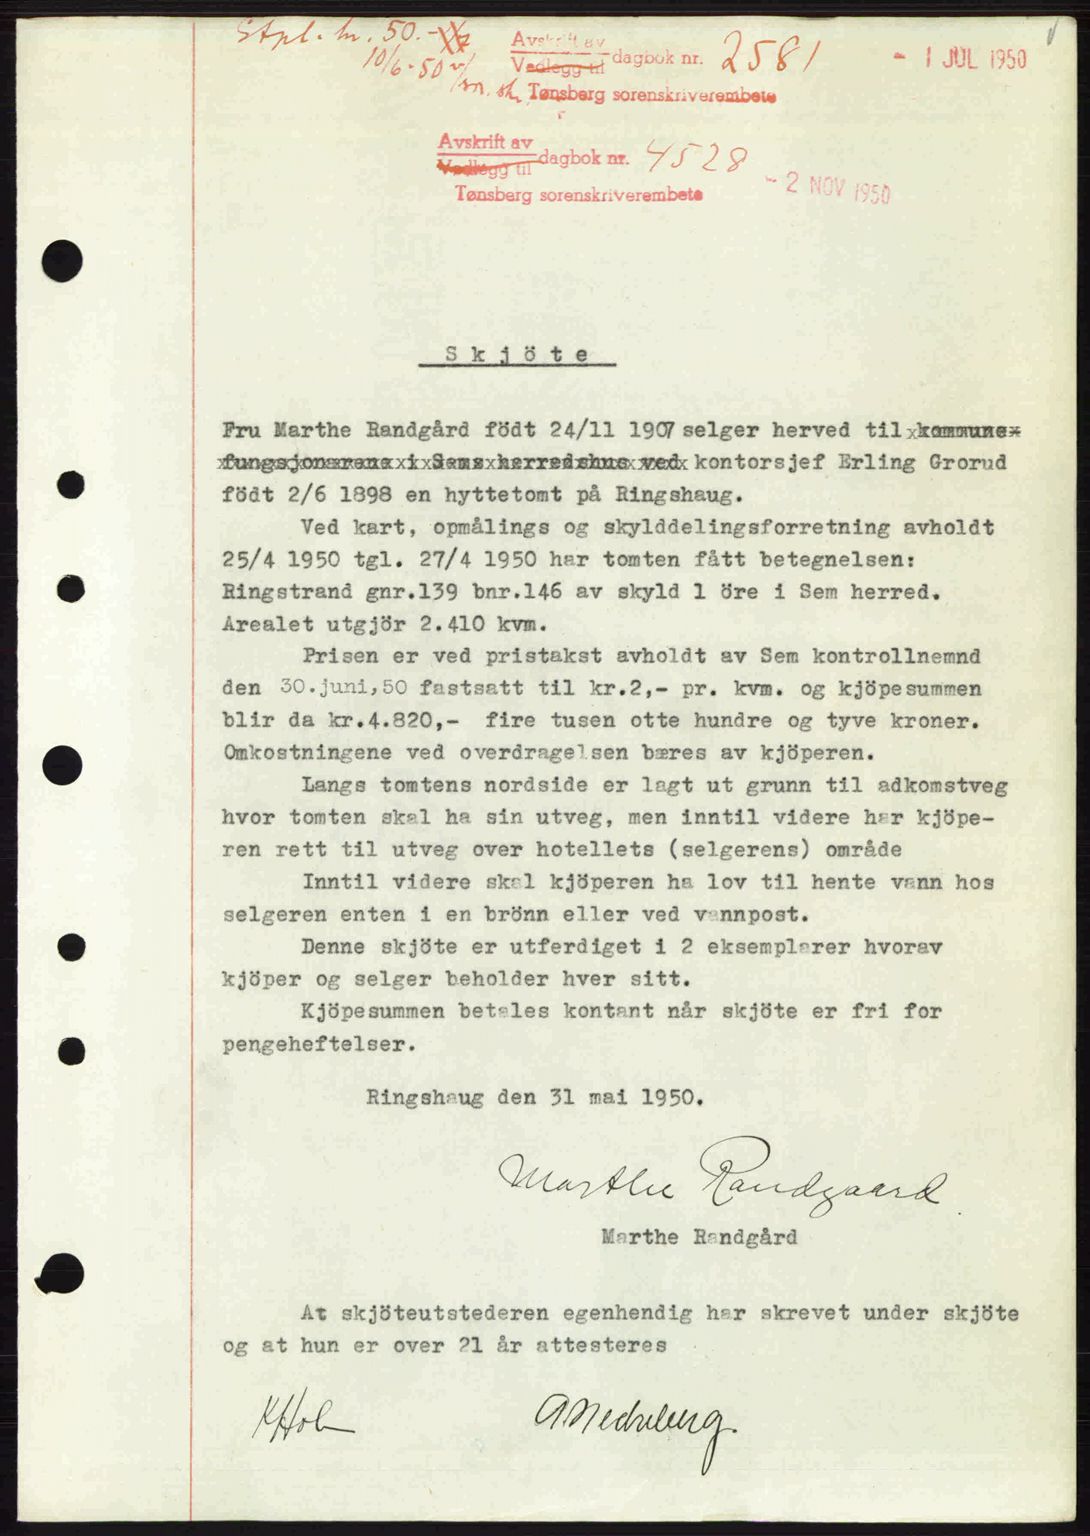 Stpl. kr. 50.-
10/6-50
Avskrift av
Vedlegg til dagbok nr. 2581 - 1 JUL 1950
Tønsberg sorenskriverembete
Avskrift av
Vedlegg til dagbok nr. 4528
- 2 NOV 1950
Tønsberg sorenskriverembete
Skjöte
Fru Marthe Randgård födt 24/11 1907 selger herved til kommune=
fungsjonærene i Sems herredshus ved kontorsjef Erling Grorud
födt 2/6 1898 en hyttetomt på Ringshaug.
Ved kart, opmålings og skylddelingsforretning avholdt
25/4 1950 tgl. 27/4 1950 har tomten fått betegnelsen:
Ringstrand gnr.139 bnr.146 av skyld 1 öre i Sem herred.
Arealet utgjör 2.410 kvm.
Prisen er ved pristakst avholdt av Sem kontrollnemnd
den 30.juni,50 fastsatt til kr.2,- pr. kvm. og kjöpesummen
blir da kr.4.820,- fire tusen otte hundre og tyve kroner.
Omkostningene ved overdragelsen bæres av kjöperen.
Langs tomtens nordside er lagt ut grunn til adkomstveg
hvor tomten skal ha sin utveg, men inntil videre har kjöpe-
ren rett til utveg over hotellets (selgerens) område
Inntil videre skal kjöperen ha lov til hente vann hos
selgeren enten i en brönn eller ved vannpost.
Denne skjöte er utferdiget i 2 eksemplarer hvorav
kjöper og selger beholder hver sitt.
Kjöpesummen betales kontant når skjöte er fri for
pengeheftelser.
Ringshaug den 31 mai 1950.
Marthe Randgaard
Marthe Randgård
At skjöteutstederen egenhendig har skrevet under skjöte
og at hun er over 21 år attesteres